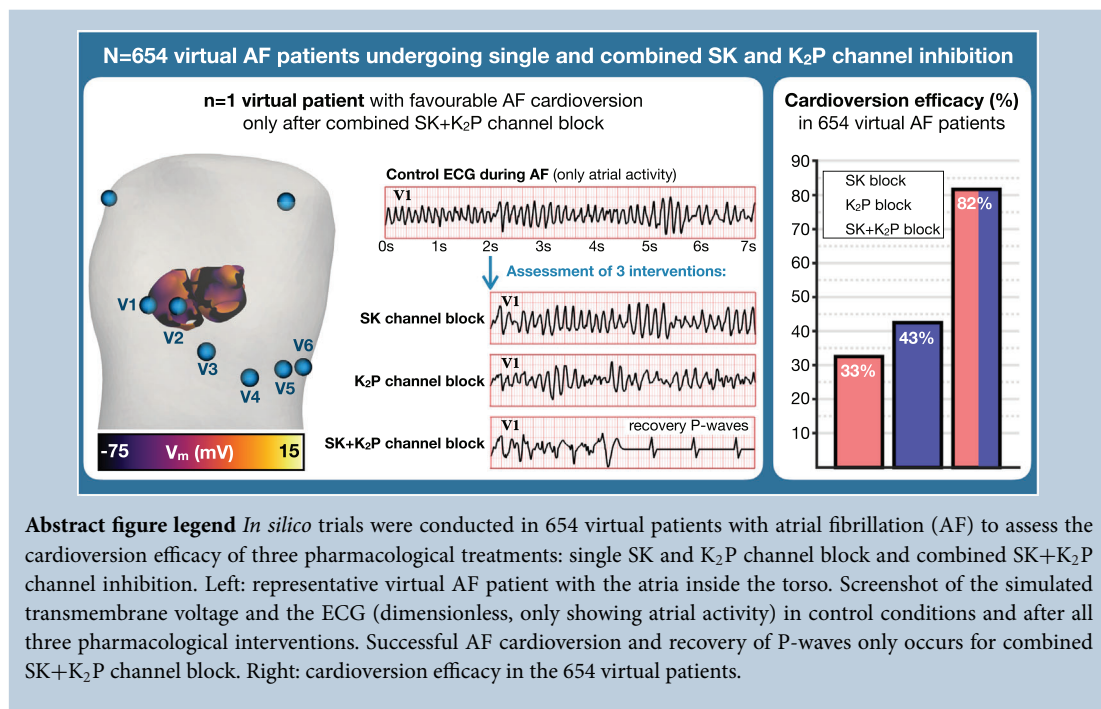 N=654 virtual AF patients undergoing single and combined SK and K₂P channel inhibition
n=1 virtual patient with favourable AF cardioversion
only after combined SK+K₂P channel block
V1
V2
V3
V4
V5
V6
-75 Vₘ (mV) 15
Control ECG during AF (only atrial activity)
V1
0s 1s 2s 3s 4s 5s 6s 7s
Assessment of 3 interventions:
SK channel block
V1
K₂P channel block
V1
SK+K₂P channel block
V1
recovery P-waves
Cardioversion efficacy (%)
in 654 virtual AF patients
90
80
70
60
50
40
30
20
10
SK block
K₂P block
SK+K₂P block
33%
43%
82%
Abstract figure legend In silico trials were conducted in 654 virtual patients with atrial fibrillation (AF) to assess the
cardioversion efficacy of three pharmacological treatments: single SK and K₂P channel block and combined SK+K₂P
channel inhibition. Left: representative virtual AF patient with the atria inside the torso. Screenshot of the simulated
transmembrane voltage and the ECG (dimensionless, only showing atrial activity) in control conditions and after all
three pharmacological interventions. Successful AF cardioversion and recovery of P-waves only occurs for combined
SK+K₂P channel block. Right: cardioversion efficacy in the 654 virtual patients.